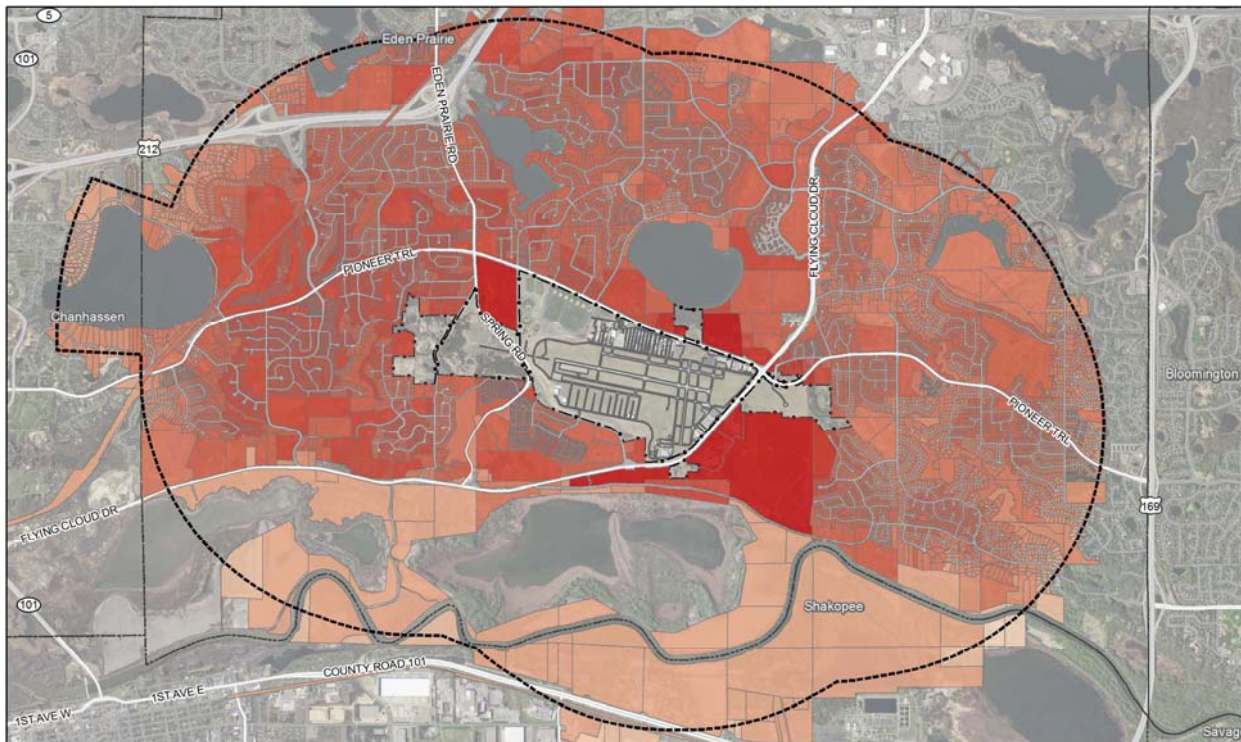 5
Eden Prairie
101
EDEN PRAIRIE RD
212
FLYING CLOUD DR
PIONEER TRL
Chanhassen
SPRING RD
Bloomington
PIONEER TRL
169
FLYING CLOUD DR
101
Shakopee
COUNTY ROAD 101
1ST AVE E
1ST AVE W
Savage